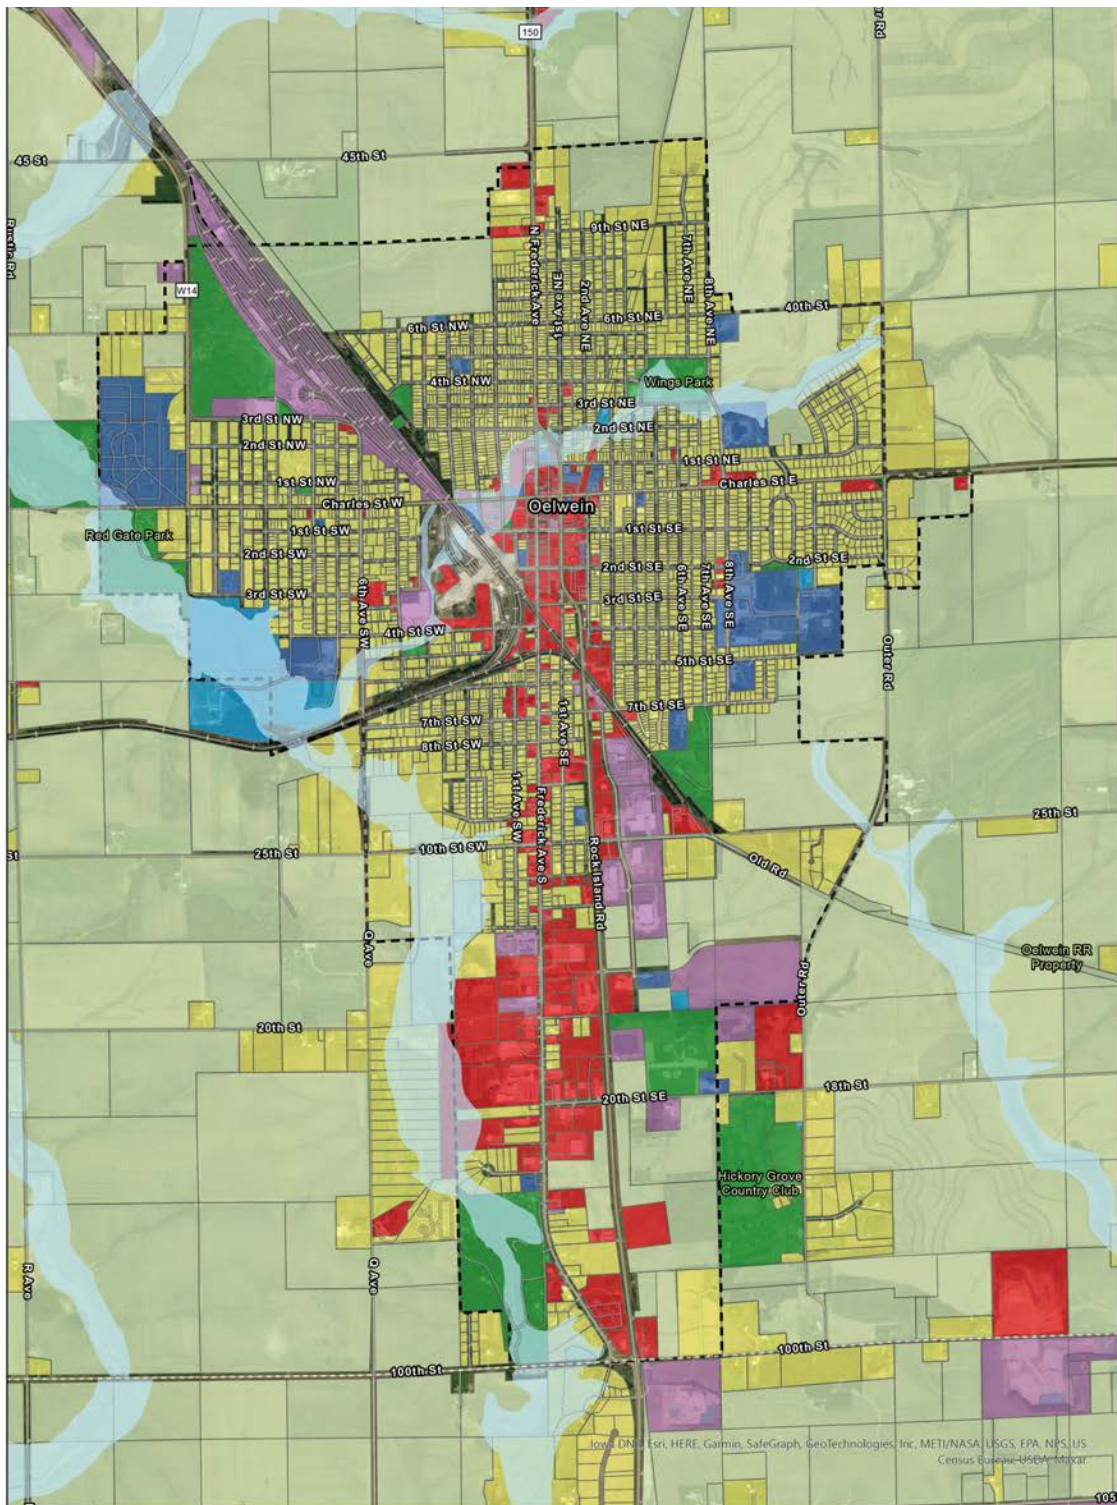 150
45 St
45th St
9th St NE
N Frederick Ave
1st Ave NE
2nd Ave NE
7th Ave NE
8th Ave NE
W14
6th St NW
6th St NE
40th St
4th St NW
Wings Park
3rd St NW
3rd St NE
2nd St NW
2nd St NE
1st St NW
1st St NE
Charles St W
Charles St E
Oelwein
Red Gate Park
1st St SW
1st St SE
2nd St SW
2nd St SE
2nd St SE
3rd St SW
3rd St SE
6th Ave SW
6th Ave SE
7th Ave SE
8th Ave SE
4th St SW
5th St SE
Outer Rd
7th St SW
7th St SE
8th St SW
1st Ave SE
1st Ave SW
Frederick Ave S
Rock Island Rd
25th St
10th St SW
25th St
Old Rd
Q Ave
Oelwein RR
Property
Outer Rd
20th St
18th St
20th St SE
Hickory Grove
Country Club
R Ave
Q Ave
100th St
100th St
Iowa DNR, Esri, HERE, Garmin, SafeGraph, GeoTechnologies, Inc, METI/NASA, USGS, EPA, NPS, US
Census Bureau, USDA, Maxar